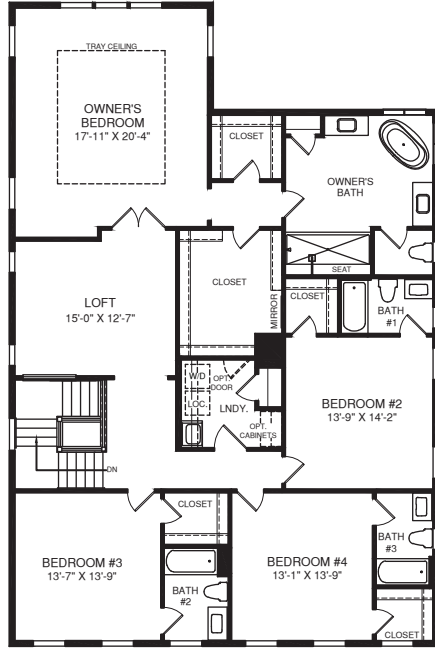 TRAY CEILING
OWNER'S
BEDROOM
17'-11" X 20'-4"
CLOSET
OWNER'S
BATH
CLOSET
MIRROR
SEAT
LOFT
15'-0" X 12'-7"
CLOSET
BATH
#1
W/D
LOC.
OPT.
DOOR
LNDY.
OPT.
CABINETS
BEDROOM #2
13'-9" X 14'-2"
DN
CLOSET
BEDROOM #3
13'-7" X 13'-9"
BATH
#2
BEDROOM #4
13'-1" X 13'-9"
BATH
#3
CLOSET